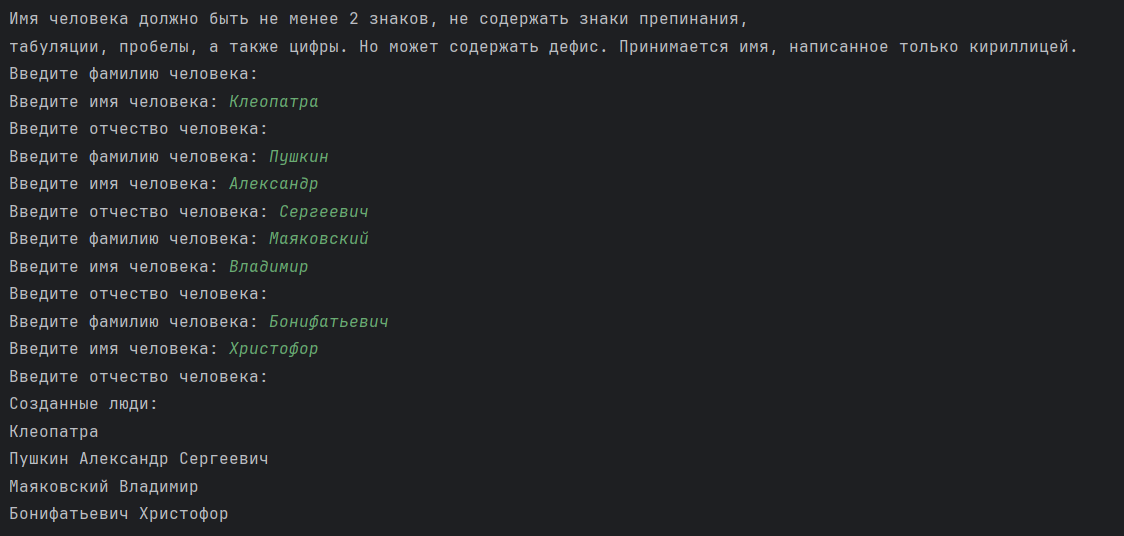 Имя человека должно быть не менее 2 знаков, не содержать знаки препинания,
табуляции, пробелы, а также цифры. Но может содержать дефис. Принимается имя, написанное только кириллицей.
Введите фамилию человека:
Введите имя человека: Клеопатра
Введите отчество человека:
Введите фамилию человека: Пушкин
Введите имя человека: Александр
Введите отчество человека: Сергеевич
Введите фамилию человека: Маяковский
Введите имя человека: Владимир
Введите отчество человека:
Введите фамилию человека: Бонифатьевич
Введите имя человека: Христофор
Введите отчество человека:
Созданные люди:
Клеопатра
Пушкин Александр Сергеевич
Маяковский Владимир
Бонифатьевич Христофор